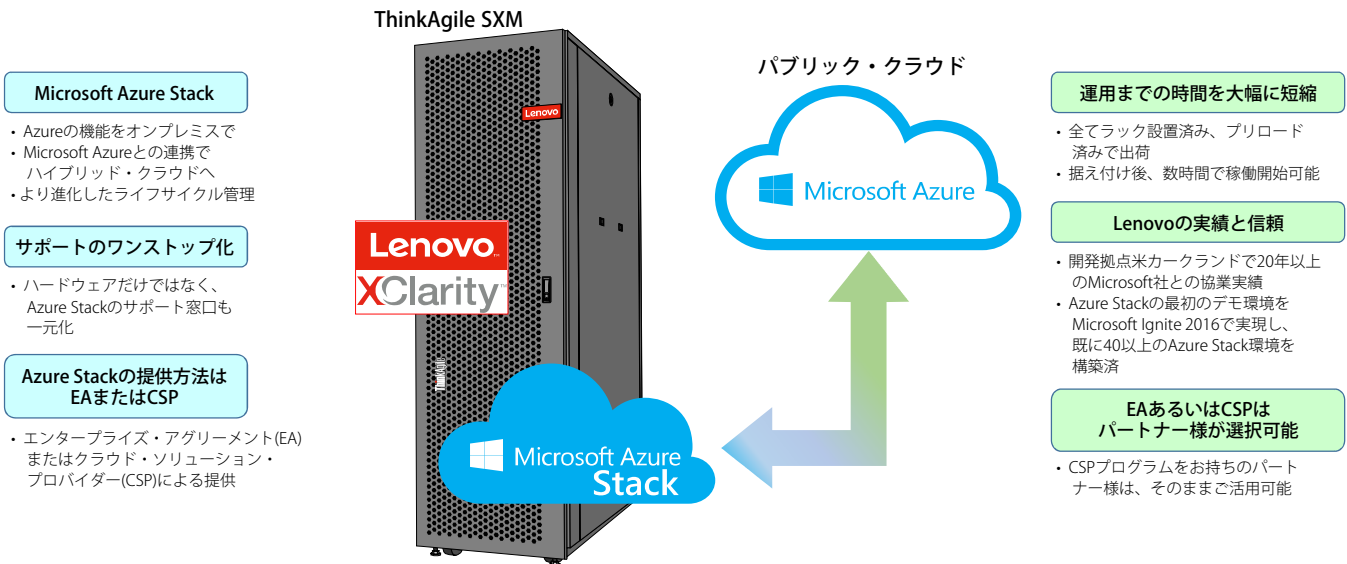 ThinkAgile SXM
Microsoft Azure Stack
・Azureの機能をオンプレミスで
・Microsoft Azureとの連携で
ハイブリッド・クラウドへ
・より進化したライフサイクル管理
サポートのワンストップ化
・ハードウェアだけではなく、
Azure Stackのサポート窓口も
一元化
Azure Stackの提供方法は
EAまたはCSP
・エンタープライズ・アグリーメント(EA)
またはクラウド・ソリューション・
プロバイダー(CSP)による提供
Lenovo
Lenovo™
XClarity™
ThinkAgile
Microsoft Azure
Stack
パブリック・クラウド
Microsoft Azure
運用までの時間を大幅に短縮
・全てラック設置済み、プリロード
済みで出荷
・据え付け後、数時間で稼働開始可能
Lenovoの実績と信頼
・開発拠点米カークランドで20年以上
のMicrosoft社との協業実績
・Azure Stackの最初のデモ環境を
Microsoft Ignite 2016で実現し、
既に40以上のAzure Stack環境を
構築済
EAあるいはCSPは
パートナー様が選択可能
・CSPプログラムをお持ちのパート
ナー様は、そのままご活用可能